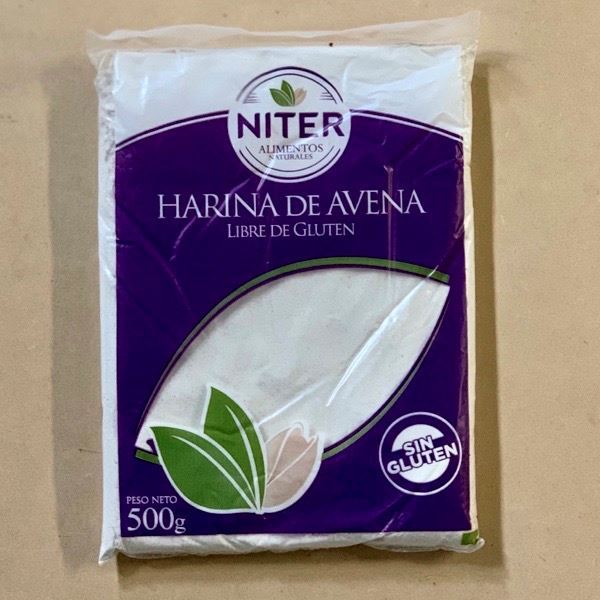 NITER
ALIMENTOS
NATURALES
HARINA DE AVENA
LIBRE DE GLUTEN
SIN
GLUTEN
PESO NETO
500g